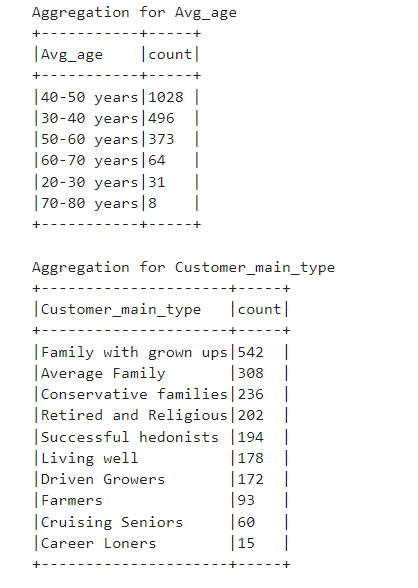 Aggregation for Avg_age
+-----------+-----+
|Avg_age    |count|
+-----------+-----+
|40-50 years|1028 |
|30-40 years|496  |
|50-60 years|373  |
|60-70 years|64   |
|20-30 years|31   |
|70-80 years|8    |
+-----------+-----+

Aggregation for Customer_main_type
+---------------------+-----+
|Customer_main_type   |count|
+---------------------+-----+
|Family with grown ups|542  |
|Average Family       |308  |
|Conservative families|236  |
|Retired and Religious|202  |
|Successful hedonists |194  |
|Living well          |178  |
|Driven Growers       |172  |
|Farmers              |93   |
|Cruising Seniors     |60   |
|Career Loners        |15   |
+---------------------+-----+